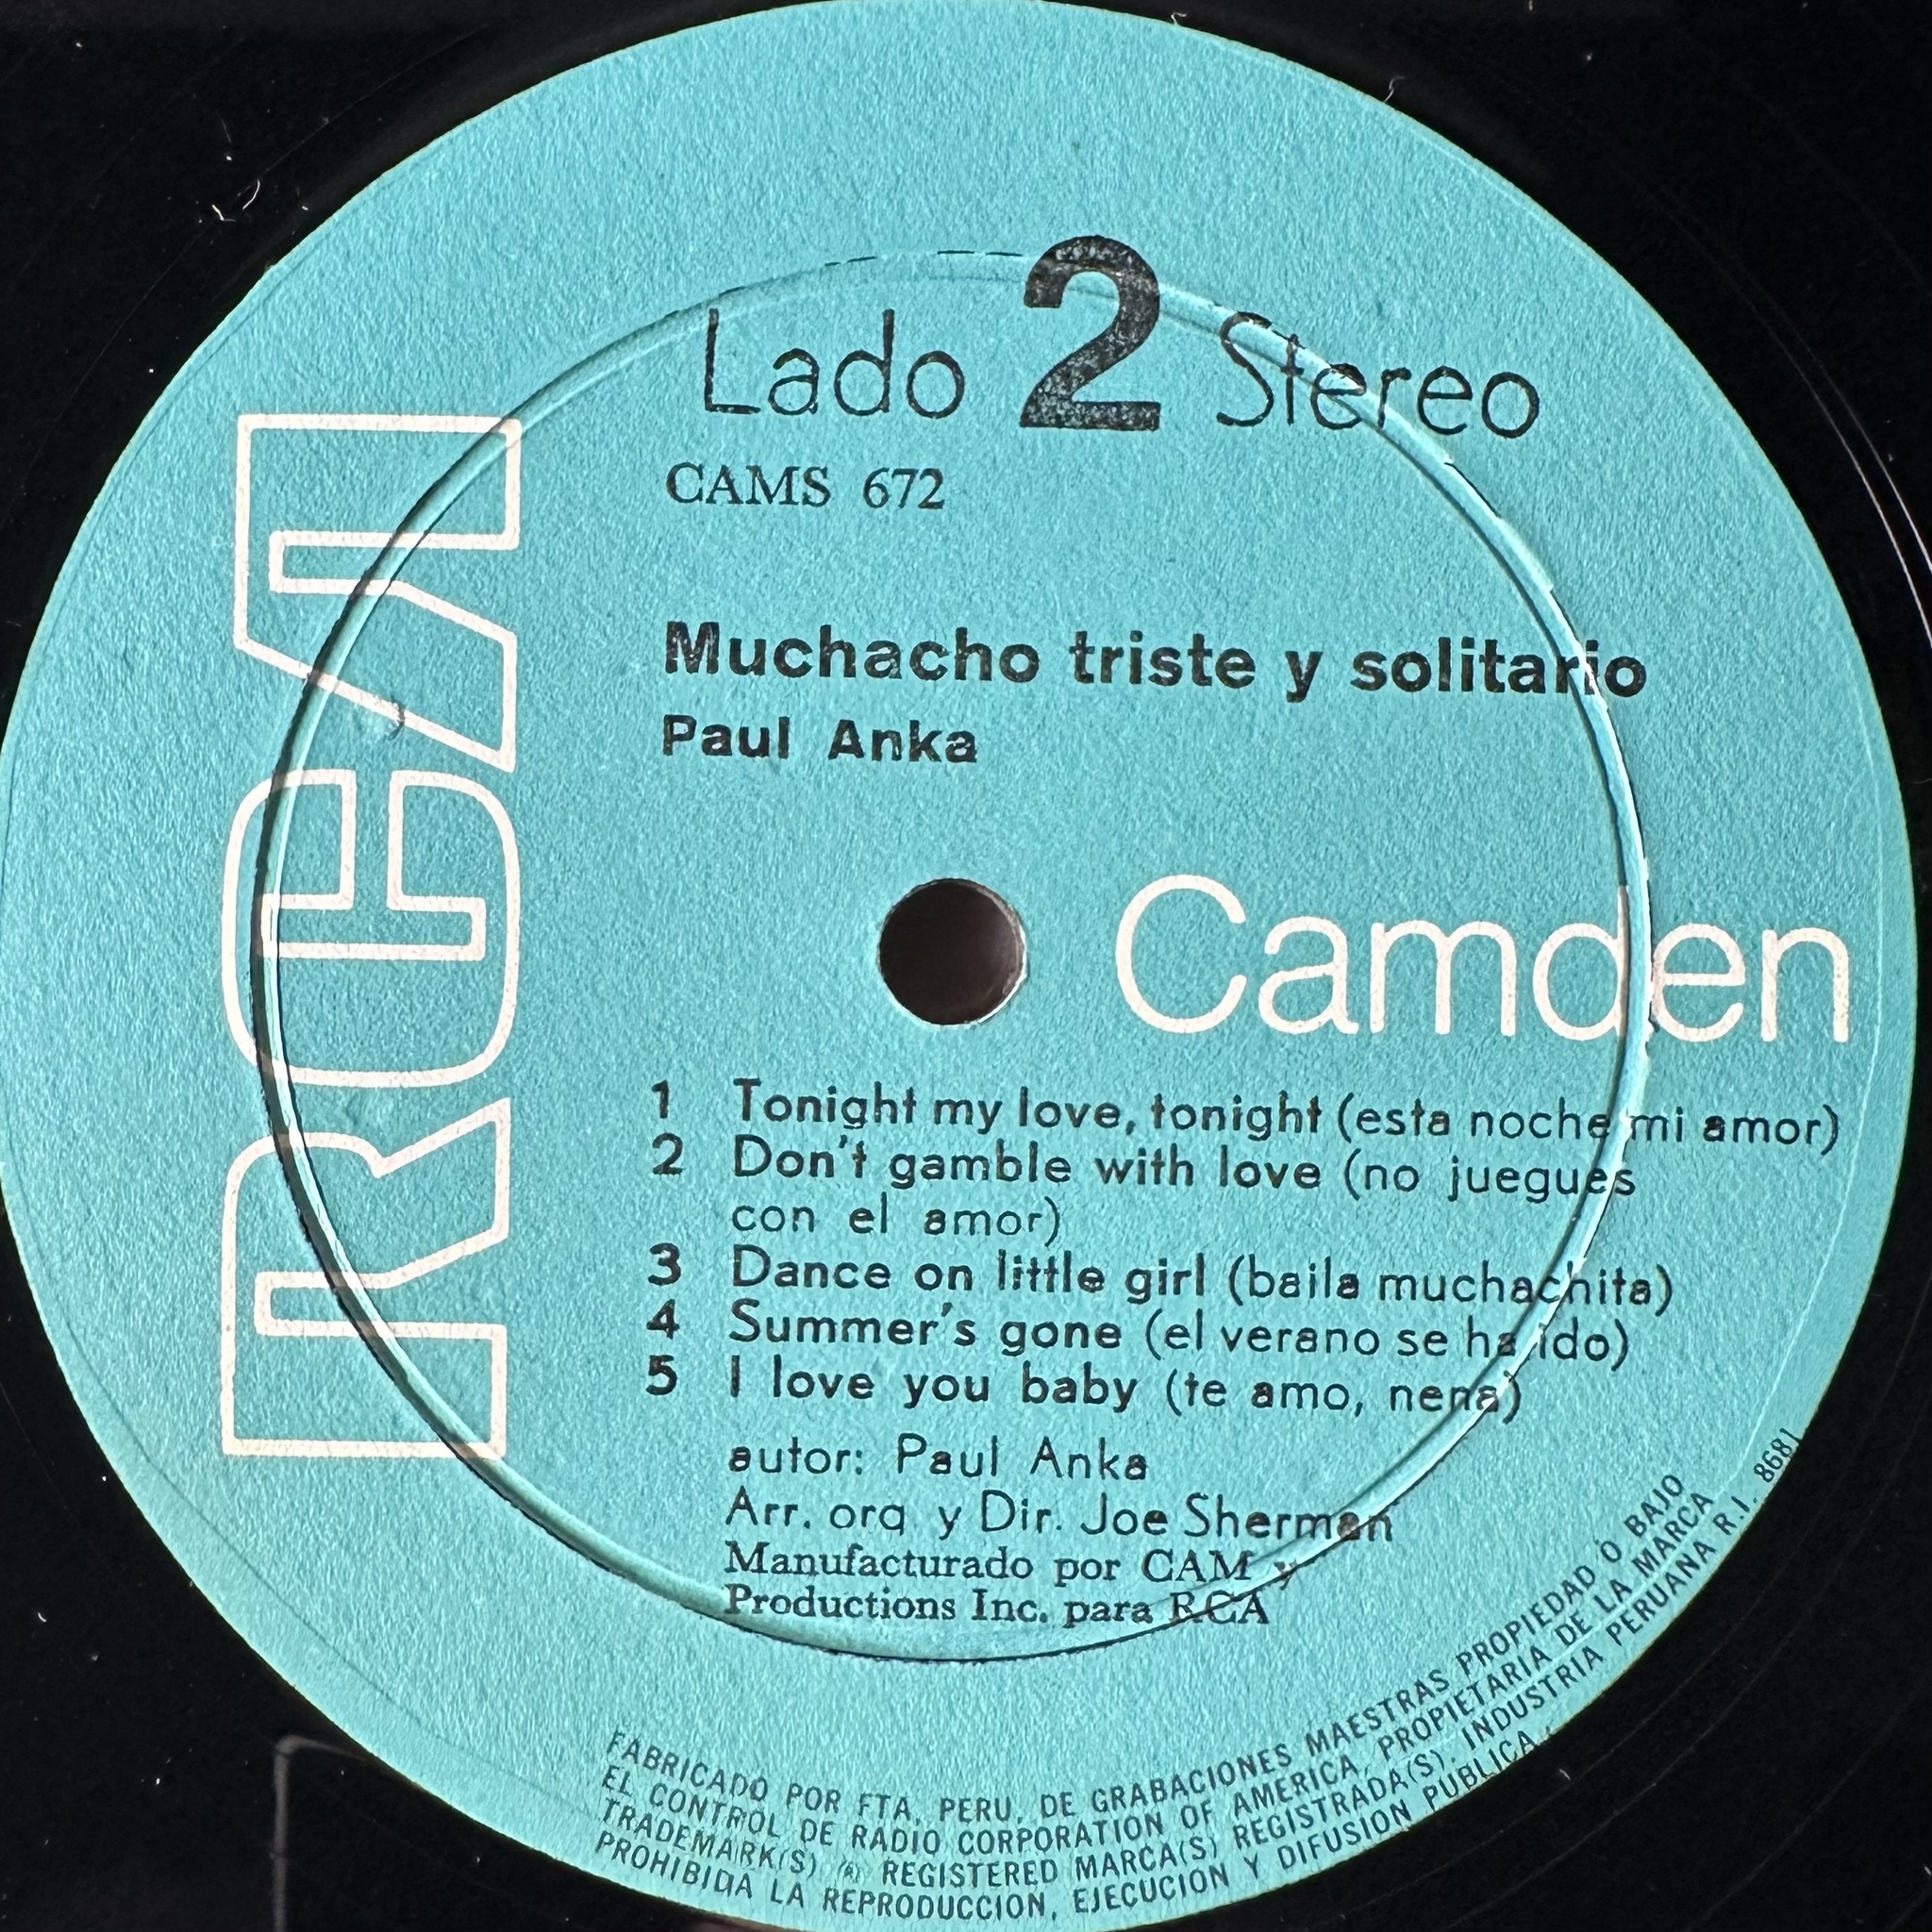 Lado 2 Stereo
CAMS 672
RCA
Muchacho triste y solitario
Paul Anka
Camden
1 Tonight my love, tonight (esta noche mi amor)
2 Don't gamble with love (no juegues
con el amor)
3 Dance on little girl (baila muchachita)
4 Summer's gone (el verano se ha ido)
5 I love you baby (te amo, nena)
autor: Paul Anka
Arr. orq. y Dir. Joe Sherman
Manufacturado por CAM y
Productions Inc. para RCA
FABRICADO POR FTA, PERU, DE GRABACIONES MAESTRAS PROPIEDAD O BAJO
EL CONTROL DE RADIO CORPORATION OF AMERICA, PROPIETARIA DE LA MARCA
TRADEMARK(S) ® REGISTERED MARCA(S) REGISTRADA(S). INDUSTRIA PERUANA R.I. 8681
PROHIBIDA LA REPRODUCCION, EJECUCION Y DIFUSION PUBLICA.